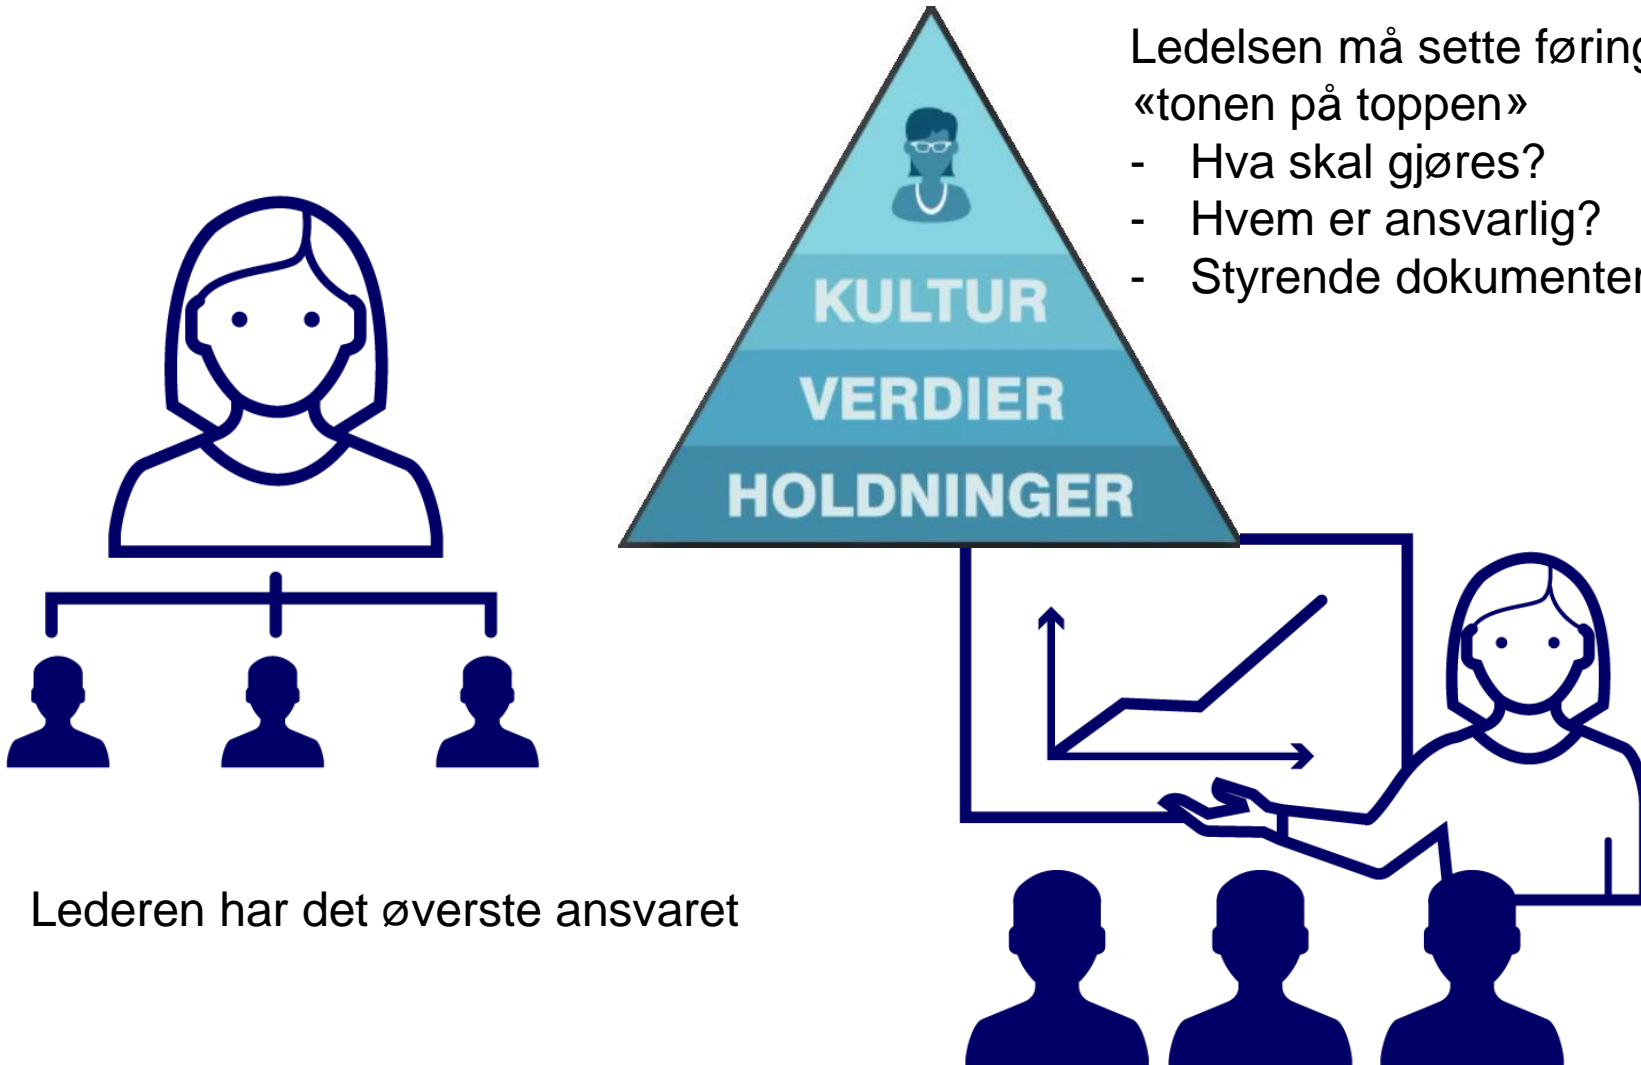 Ledelsen må sette føring
«tonen på toppen»
- Hva skal gjøres?
- Hvem er ansvarlig?
- Styrende dokumenter
KULTUR
VERDIER
HOLDNINGER
Lederen har det øverste ansvaret